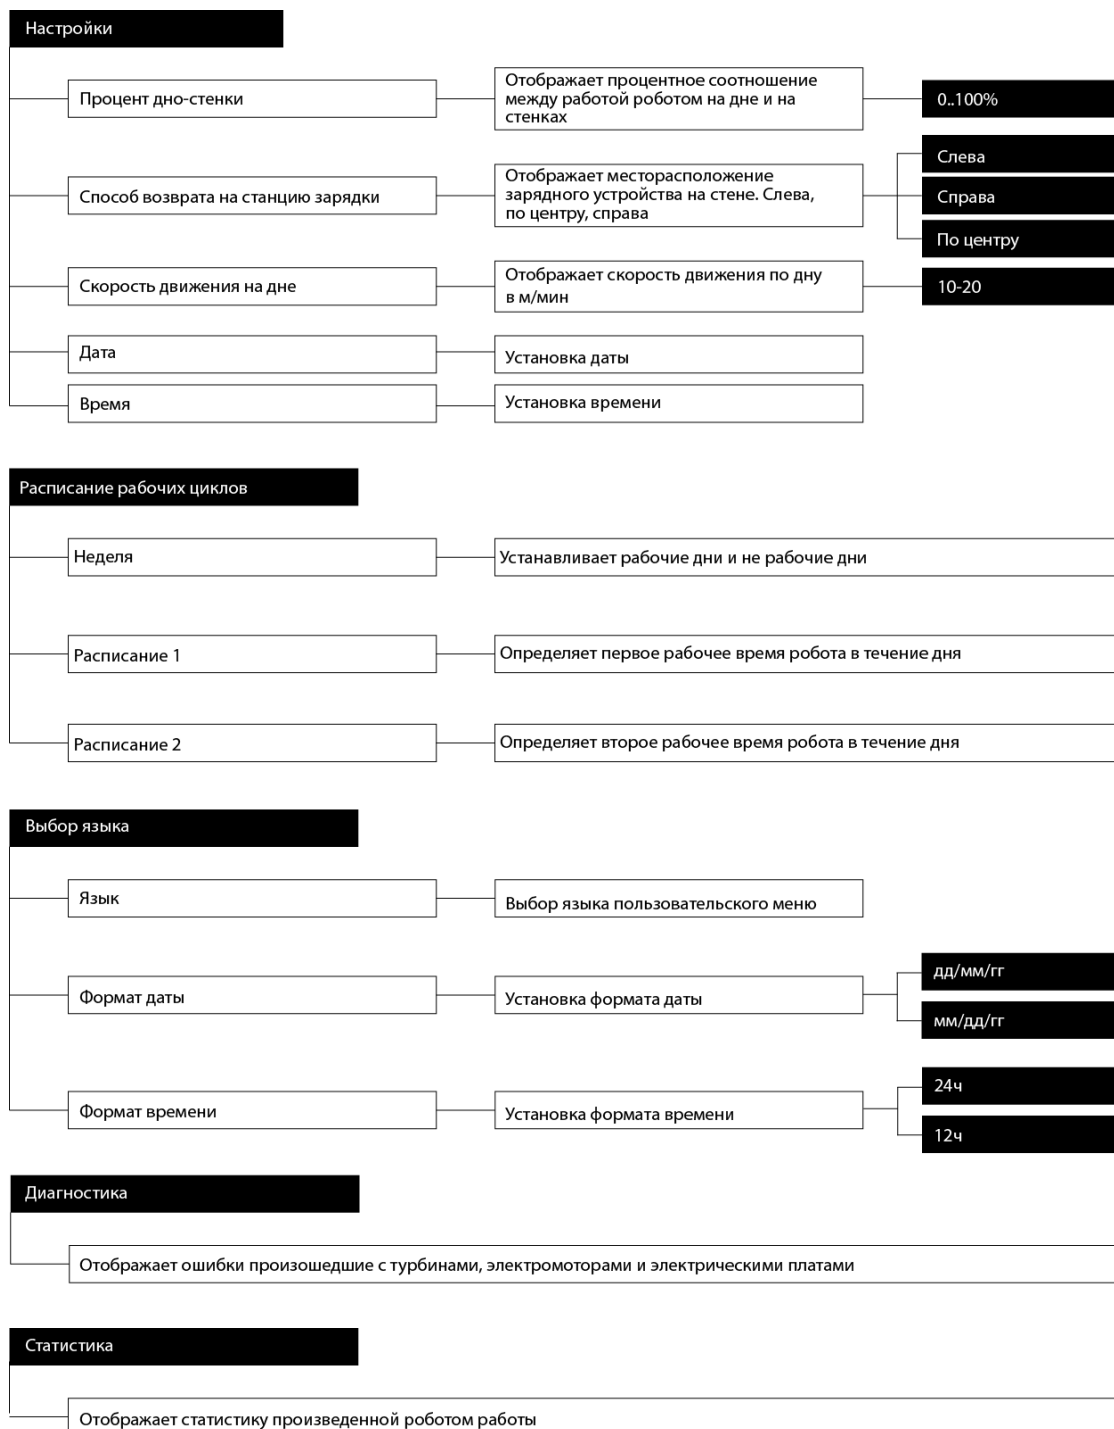 Настройки
Процент дно-стенки
Отображает процентное соотношение
между работой роботом на дне и на
стенках
0..100%
Способ возврата на станцию зарядки
Отображает месторасположение
зарядного устройства на стене. Слева,
по центру, справа
Слева
Справа
По центру
Скорость движения на дне
Отображает скорость движения по дну
в м/мин
10-20
Дата
Установка даты
Время
Установка времени
Расписание рабочих циклов
Неделя
Устанавливает рабочие дни и не рабочие дни
Расписание 1
Определяет первое рабочее время робота в течение дня
Расписание 2
Определяет второе рабочее время робота в течение дня
Выбор языка
Язык
Выбор языка пользовательского меню
Формат даты
Установка формата даты
дд/мм/гг
мм/дд/гг
Формат времени
Установка формата времени
24ч
12ч
Диагностика
Отображает ошибки произошедшие с турбинами, электромоторами и электрическими платами
Статистика
Отображает статистику произведенной роботом работы